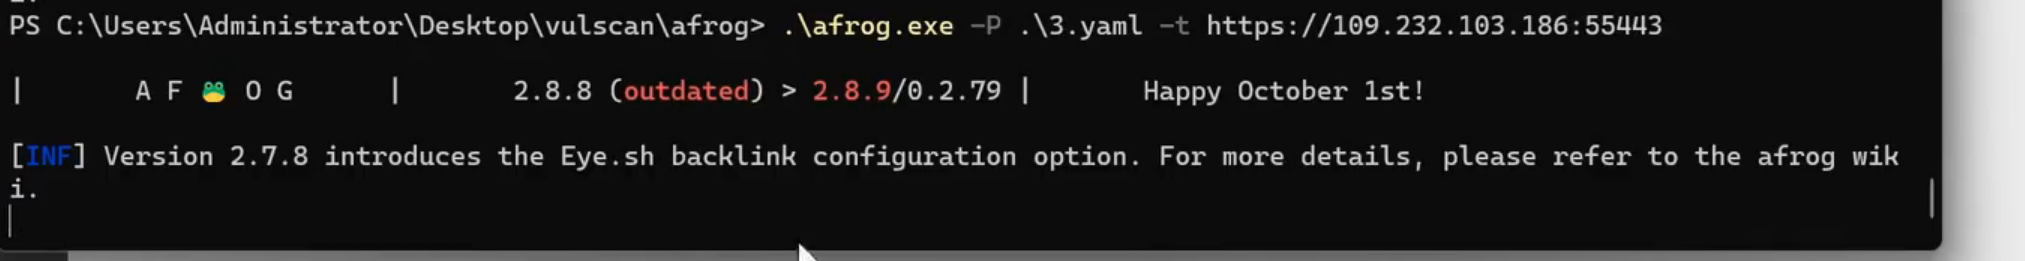 PS C:\Users\Administrator\Desktop\vulscan\afrog> .\afrog.exe -P .\3.yaml -t https://109.232.103.186:55443
| A F 🐸 O G | 2.8.8 (outdated) > 2.8.9/0.2.79 | Happy October 1st!
[INF] Version 2.7.8 introduces the Eye.sh backlink configuration option. For more details, please refer to the afrog wik
i.